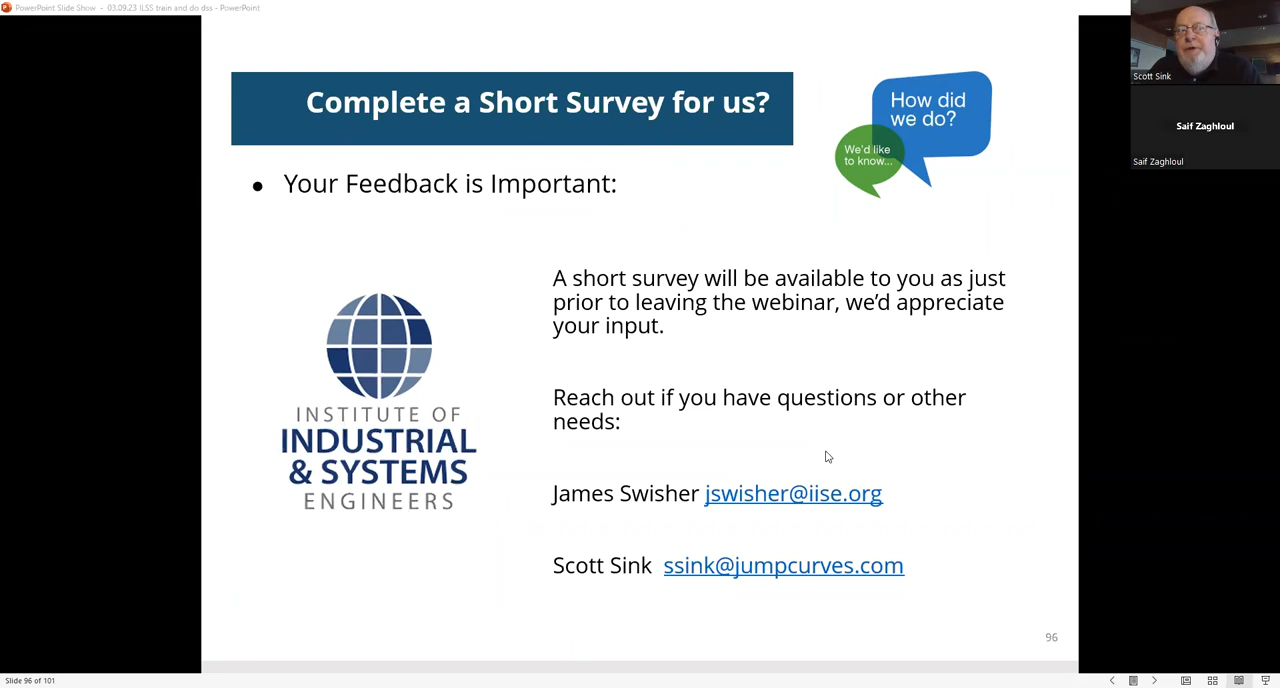 PowerPoint Slide Show - 03.09.23 ILSS train and do dss - PowerPoint
Complete a Short Survey for us?
How did
we do?
We'd like
to know...
Scott Sink
Saif Zaghloul
Saif Zaghloul
● Your Feedback is Important:
A short survey will be available to you as just
prior to leaving the webinar, we’d appreciate
your input.
INSTITUTE OF
INDUSTRIAL
& SYSTEMS
ENGINEERS
Reach out if you have questions or other
needs:
James Swisher jswisher@iise.org
Scott Sink ssink@jumpcurves.com
96
Slide 96 of 101